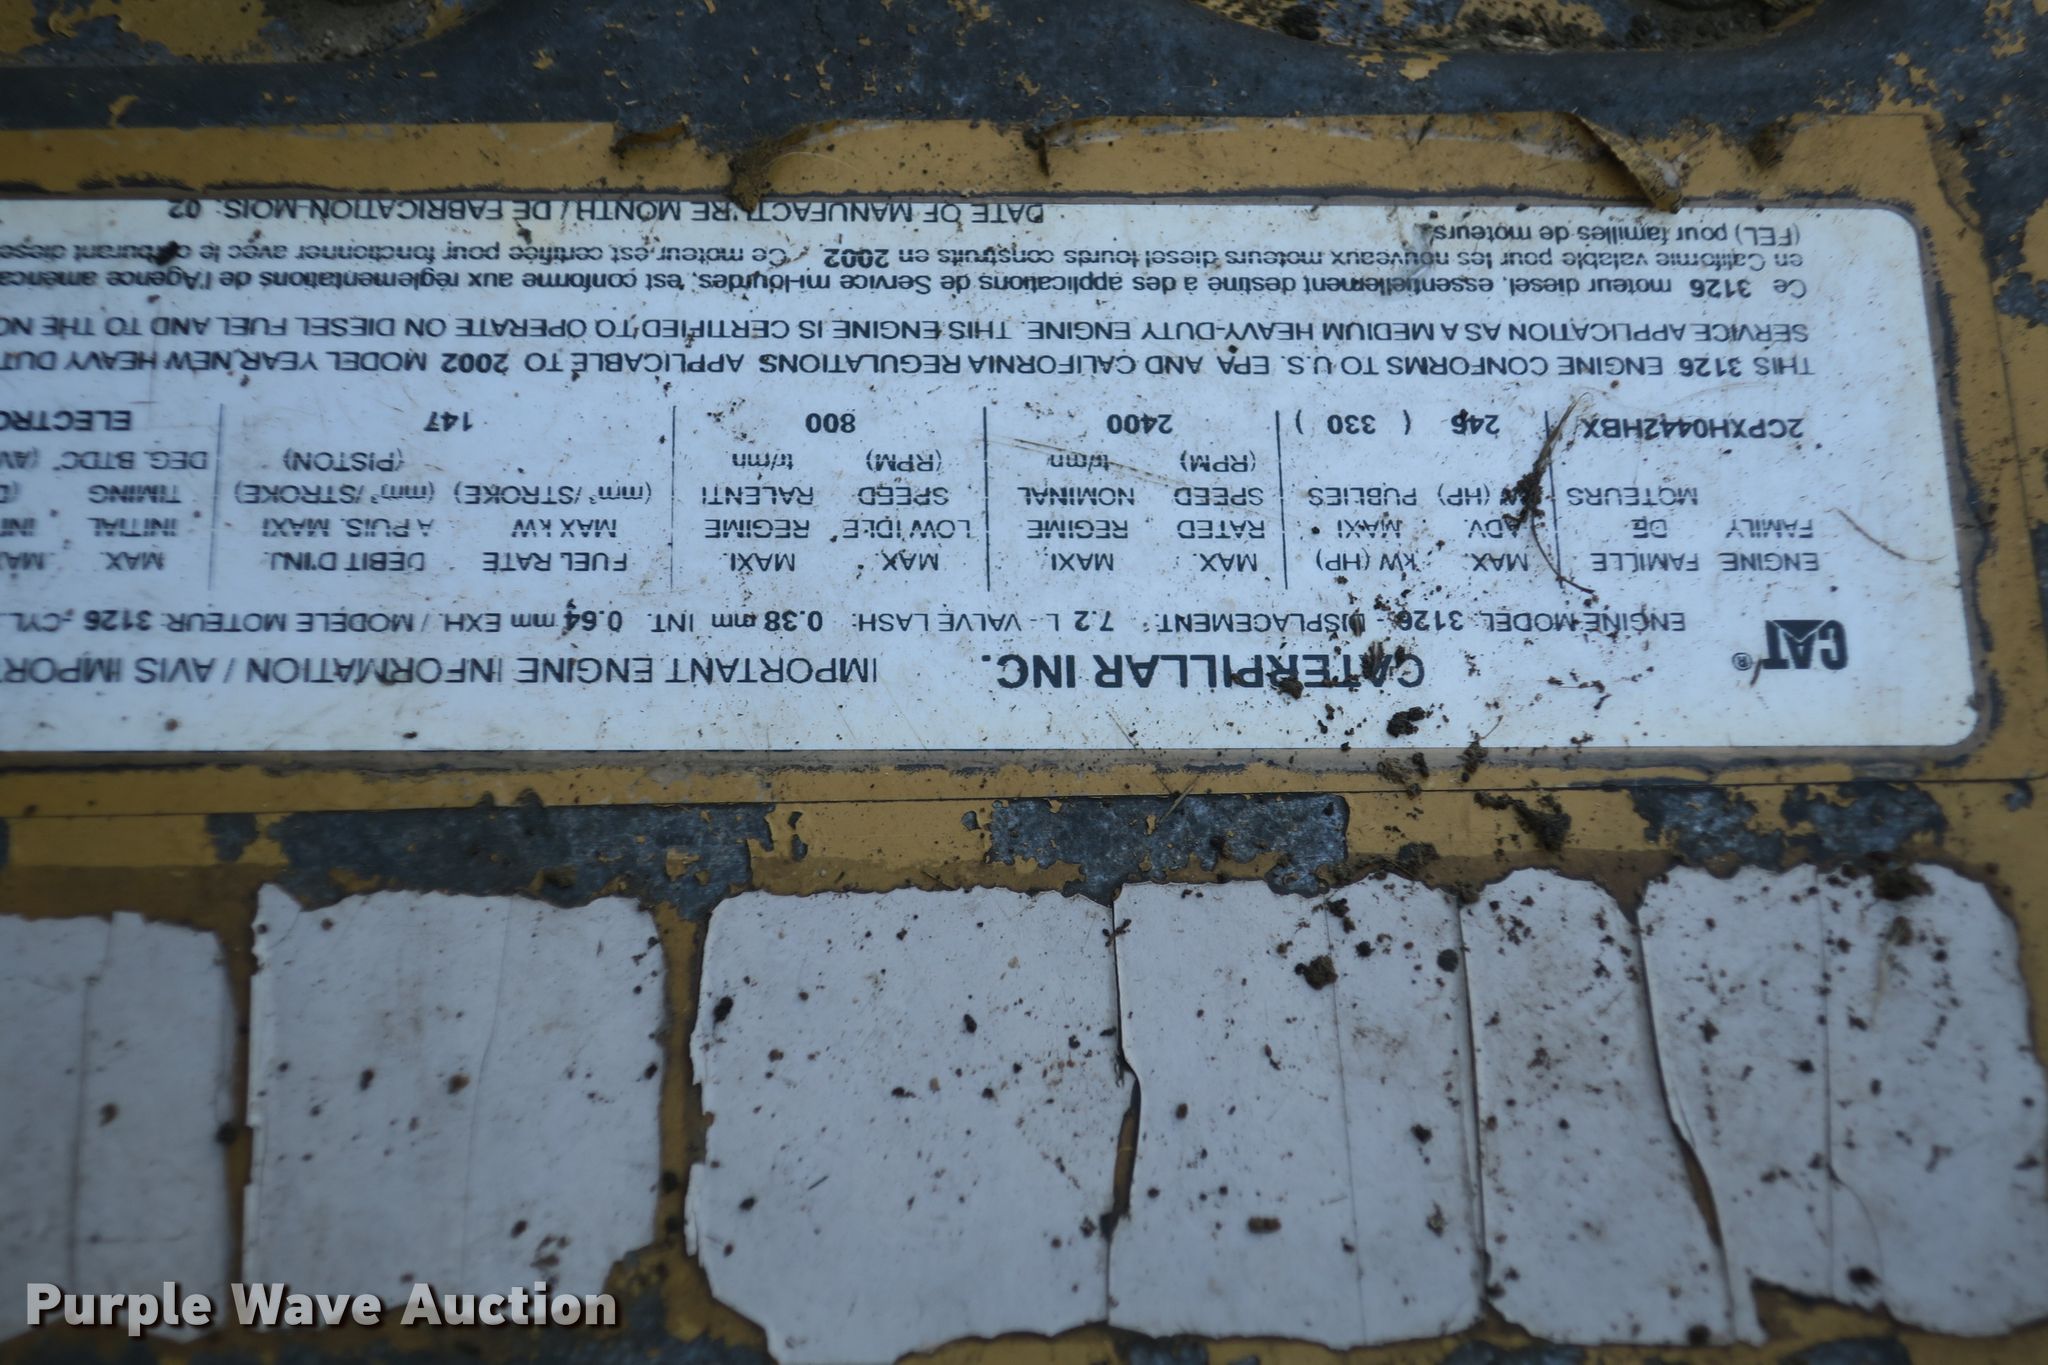 CAT®
CATERPILLAR INC. IMPORTANT ENGINE INFORMATION / AVIS IMPOR
ENGINE MODEL 3126 - DISPLACEMENT: 7.2 L - VALVE LASH: 0.38 mm INT. 0.64 mm EXH. / MODELE MOTEUR: 3126 - CYL.
ENGINE FAMILLE MAX. kW (HP) MAX. MAXI MAX. MAXI. FUEL RATE DEBIT D'INJ. MAX.
FAMILY DE ADV. MAXI RATED REGIME LOW IDLE REGIME MAX kW A PUIS. MAXI INITIAL
MOTEURS kW (HP) PUBLIES SPEED NOMINAL SPEED RALENTI (mm³/STROKE) (mm³/STROKE) TIMING
(RPM) tr/mn (RPM) tr/mn (PISTON) DEG. BTDC
2CPXH0442HBX 246 ( 330 ) 2400 800 147 ELECTRO
THIS 3126 ENGINE CONFORMS TO U.S. EPA AND CALIFORNIA REGULATIONS APPLICABLE TO 2002 MODEL YEAR NEW HEAVY DUT
SERVICE APPLICATION AS A MEDIUM HEAVY-DUTY ENGINE. THIS ENGINE IS CERTIFIED TO OPERATE ON DIESEL FUEL AND TO THE NO
Ce 3126 moteur diesel, essentiellement destiné à des applications de Service mi-lourdes, est conforme aux réglementations de l'Agence américa
en Californie valable pour les nouveaux moteurs diesel lourds construits en 2002. Ce moteur est certifiée pour fonctionner avec le carburant diesel
(FEL) pour familles de moteurs.
DATE OF MANUFACTURE MONTH / DE FABRICATION-MOIS: 02
Purple Wave Auction